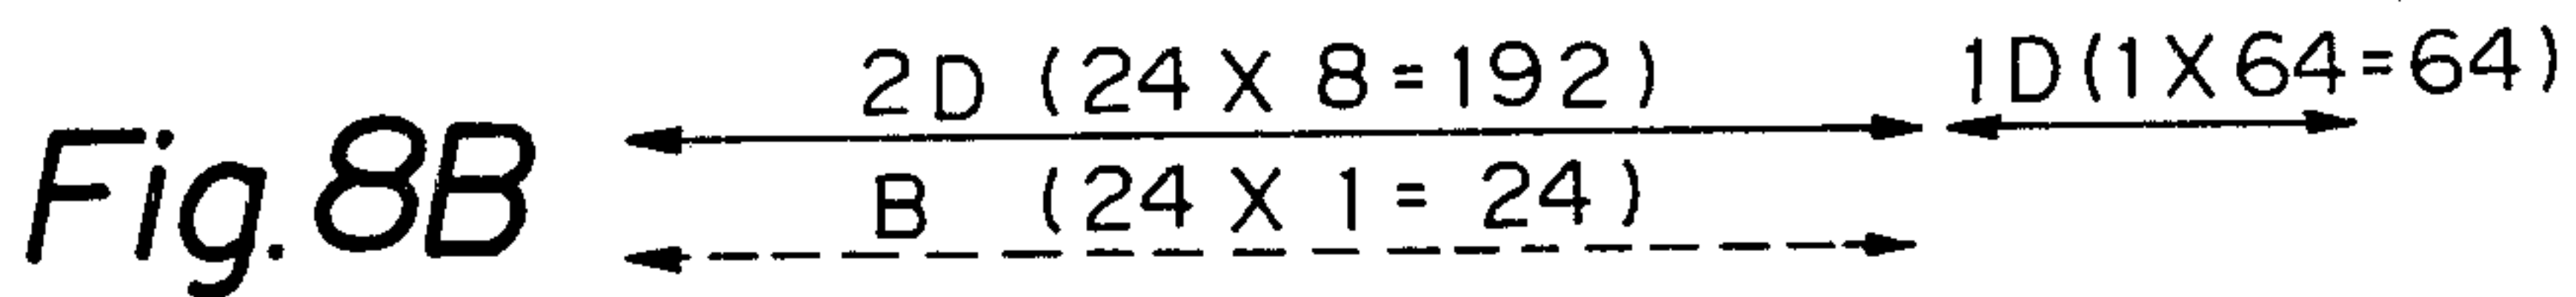 2D (24 X 8=192) 1D(1X64=64)
Fig.8B
B (24 X 1= 24)